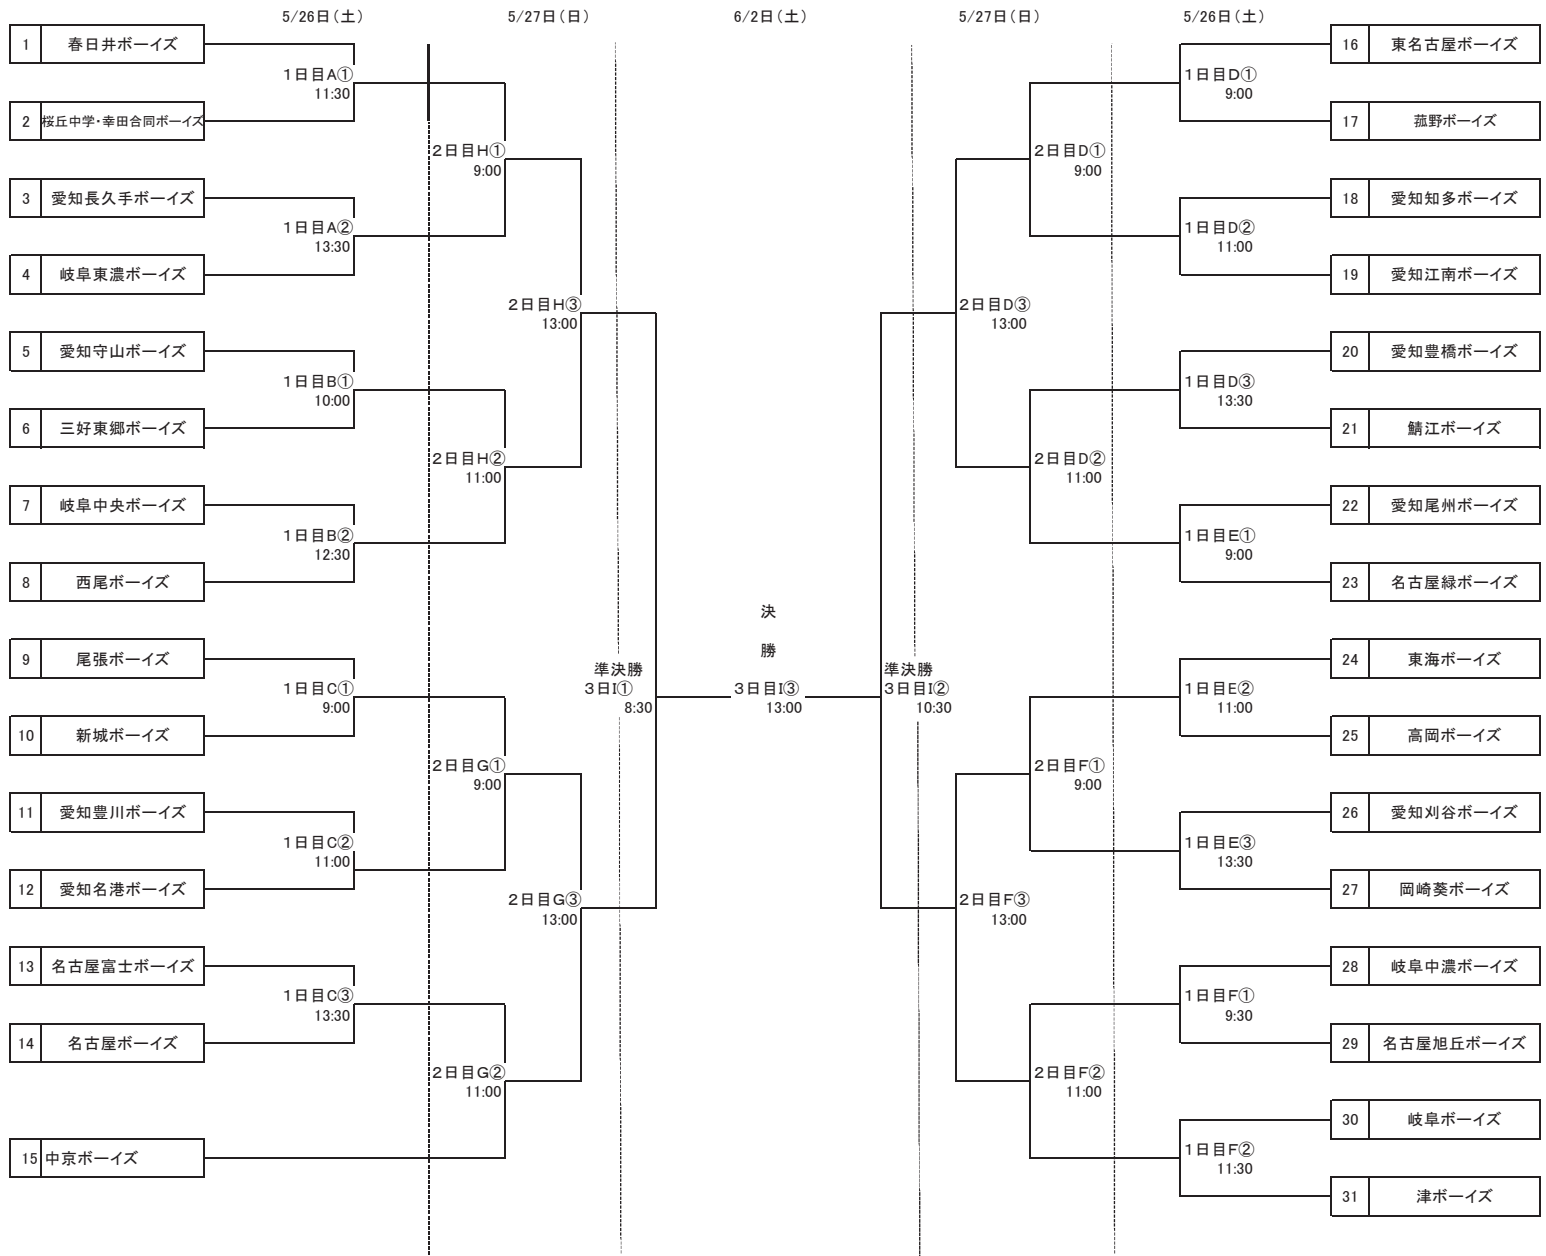 5/26日(土)
5/27日(日)
6/2日(土)
5/27日(日)
5/26日(土)
1 春日井ボーイズ
1日目A①
11:30
2 桜丘中学・幸田合同ボーイズ
2日目H①
9:00
3 愛知長久手ボーイズ
1日目A②
13:30
4 岐阜東濃ボーイズ
2日目H③
13:00
5 愛知守山ボーイズ
1日目B①
10:00
6 三好東郷ボーイズ
2日目H②
11:00
7 岐阜中央ボーイズ
1日目B②
12:30
8 西尾ボーイズ
9 尾張ボーイズ
1日目C①
9:00
10 新城ボーイズ
2日目G①
9:00
11 愛知豊川ボーイズ
1日目C②
11:00
12 愛知名港ボーイズ
2日目G③
13:00
13 名古屋富士ボーイズ
1日目C③
13:30
14 名古屋ボーイズ
2日目G②
11:00
15 中京ボーイズ
準決勝
3日I①
8:30
決
勝
3日目I③
13:00
準決勝
3日目I②
10:30
16 東名古屋ボーイズ
1日目D①
9:00
17 菰野ボーイズ
2日目D①
9:00
18 愛知知多ボーイズ
1日目D②
11:00
19 愛知江南ボーイズ
2日目D③
13:00
20 愛知豊橋ボーイズ
1日目D③
13:30
21 鯖江ボーイズ
2日目D②
11:00
22 愛知尾州ボーイズ
1日目E①
9:00
23 名古屋緑ボーイズ
24 東海ボーイズ
1日目E②
11:00
25 高岡ボーイズ
2日目F①
9:00
26 愛知刈谷ボーイズ
1日目E③
13:30
27 岡崎葵ボーイズ
2日目F③
13:00
28 岐阜中濃ボーイズ
1日目F①
9:30
29 名古屋旭丘ボーイズ
2日目F②
11:00
30 岐阜ボーイズ
1日目F②
11:30
31 津ボーイズ